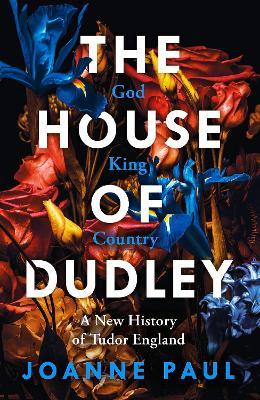 THE
God
HOUSE
King
OF
Country
DUDLEY
A New History
of Tudor England
JOANNE PAUL